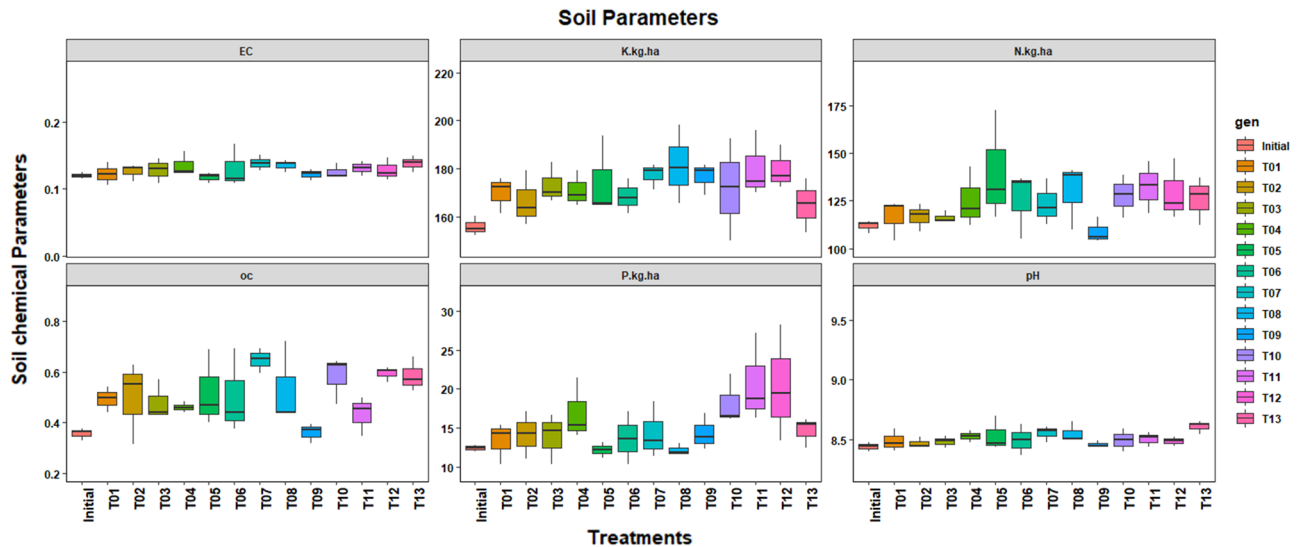 Soil Parameters
EC
K.kg.ha
N.kg.ha
0.2
0.1
0.0
220
200
180
160
175
150
125
100
oc
P.kg.ha
pH
0.8
0.6
0.4
0.2
30
25
20
15
10
9.5
9.0
8.5
Initial T01 T02 T03 T04 T05 T06 T07 T08 T09 T10 T11 T12 T13
Initial T01 T02 T03 T04 T05 T06 T07 T08 T09 T10 T11 T12 T13
Initial T01 T02 T03 T04 T05 T06 T07 T08 T09 T10 T11 T12 T13
Soil chemical Parameters
Treatments
gen
Initial
T01
T02
T03
T04
T05
T06
T07
T08
T09
T10
T11
T12
T13